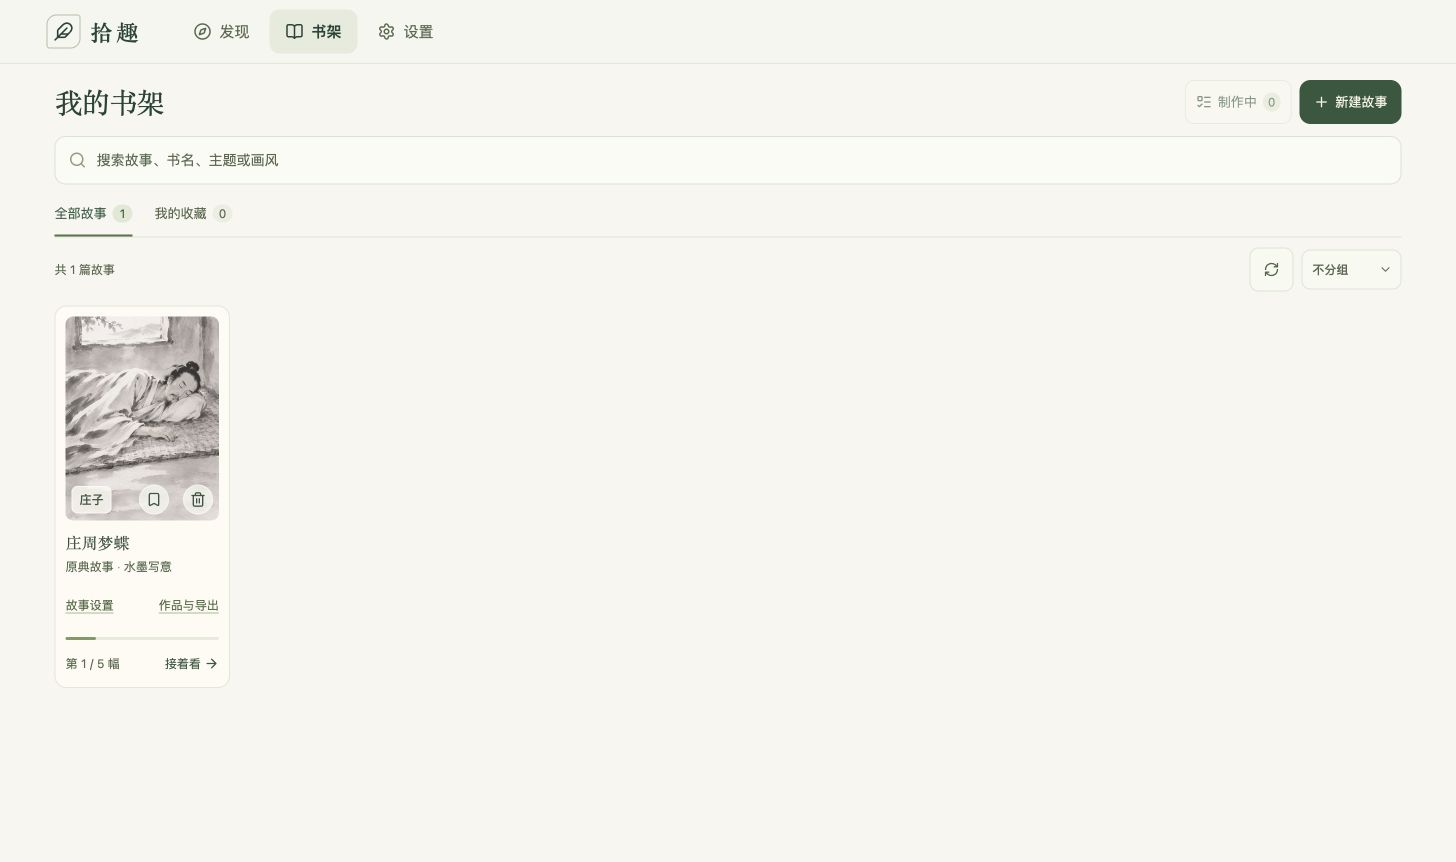 拾趣
发现
书架
设置
我的书架
制作中 0
新建故事
搜索故事、书名、主题或画风
全部故事 1
我的收藏 0
共 1 篇故事
不分组
庄子
庄周梦蝶
原典故事 · 水墨写意
故事设置
作品与导出
第 1 / 5 幅
接着看